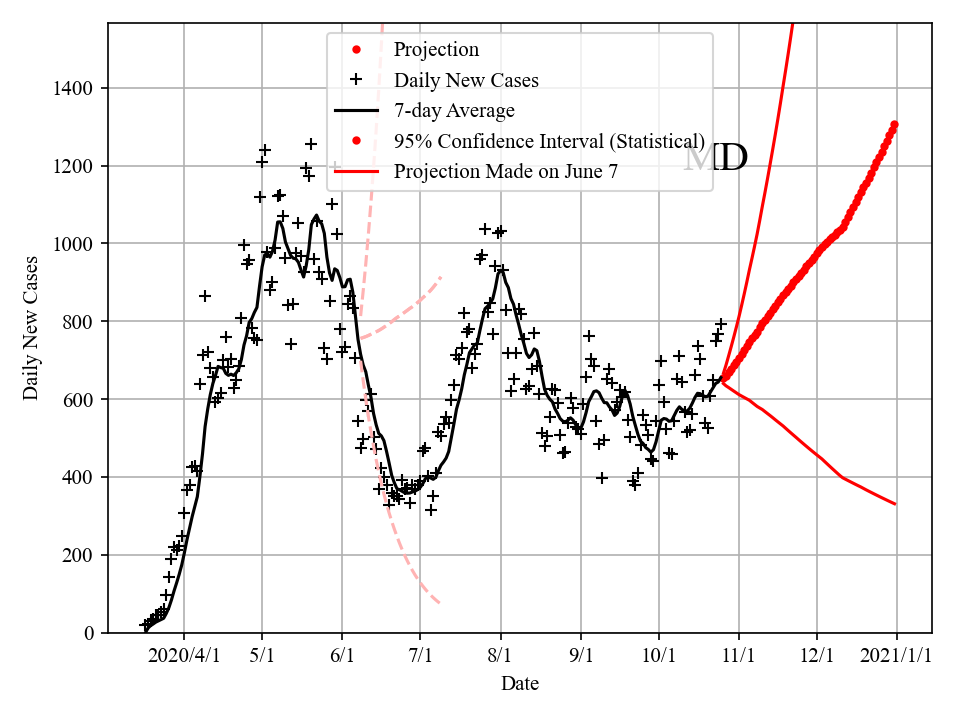 1400
1200
1000
800
600
400
200
0
Daily New Cases
Projection
Daily New Cases
7-day Average
95% Confidence Interval (Statistical)
Projection Made on June 7
MD
2020/4/1 5/1 6/1 7/1 8/1 9/1 10/1 11/1 12/1 2021/1/1
Date